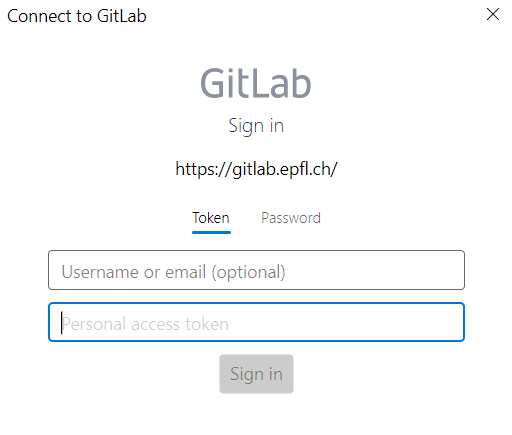 Connect to GitLab
GitLab
Sign in
https://gitlab.epfl.ch/
Token Password
Username or email (optional)
Personal access token
Sign in